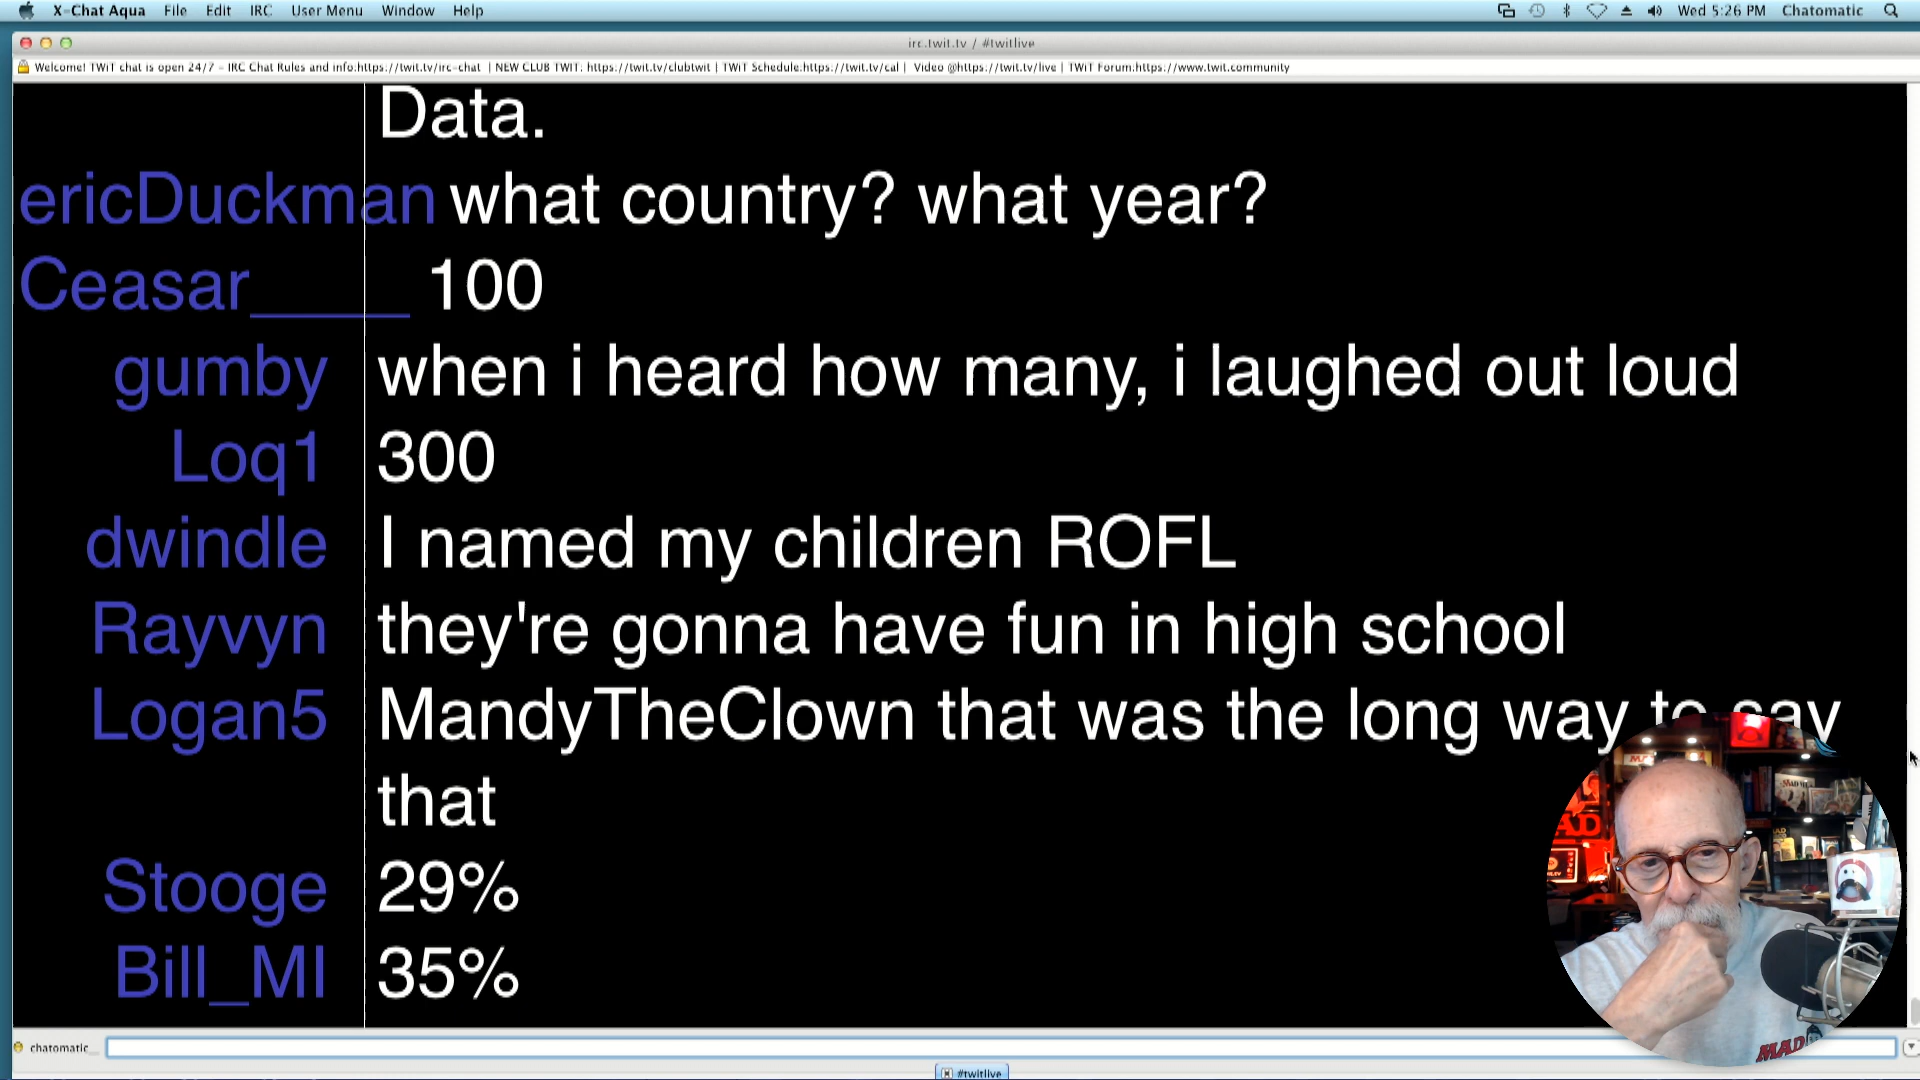 X-Chat Aqua File Edit IRC User Menu Window Help Wed 5:26 PM Chatomatic
irc.twit.tv / #twitlive
Welcome! TWiT chat is open 24/7 - IRC Chat Rules and info:https://twit.tv/irc-chat | NEW CLUB TWIT: https://twit.tv/clubtwit | TWiT Schedule:https://twit.tv/cal | Video @https://twit.tv/live | TWiT Forum:https://www.twit.community
Data.
ericDuckman what country? what year?
Ceasar____ 100
gumby when i heard how many, i laughed out loud
Loq1 300
dwindle I named my children ROFL
Rayvyn they're gonna have fun in high school
Logan5 MandyTheClown that was the long way to say
that
Stooge 29%
Bill_MI 35%
MAD
chatomatic_
#twitlive